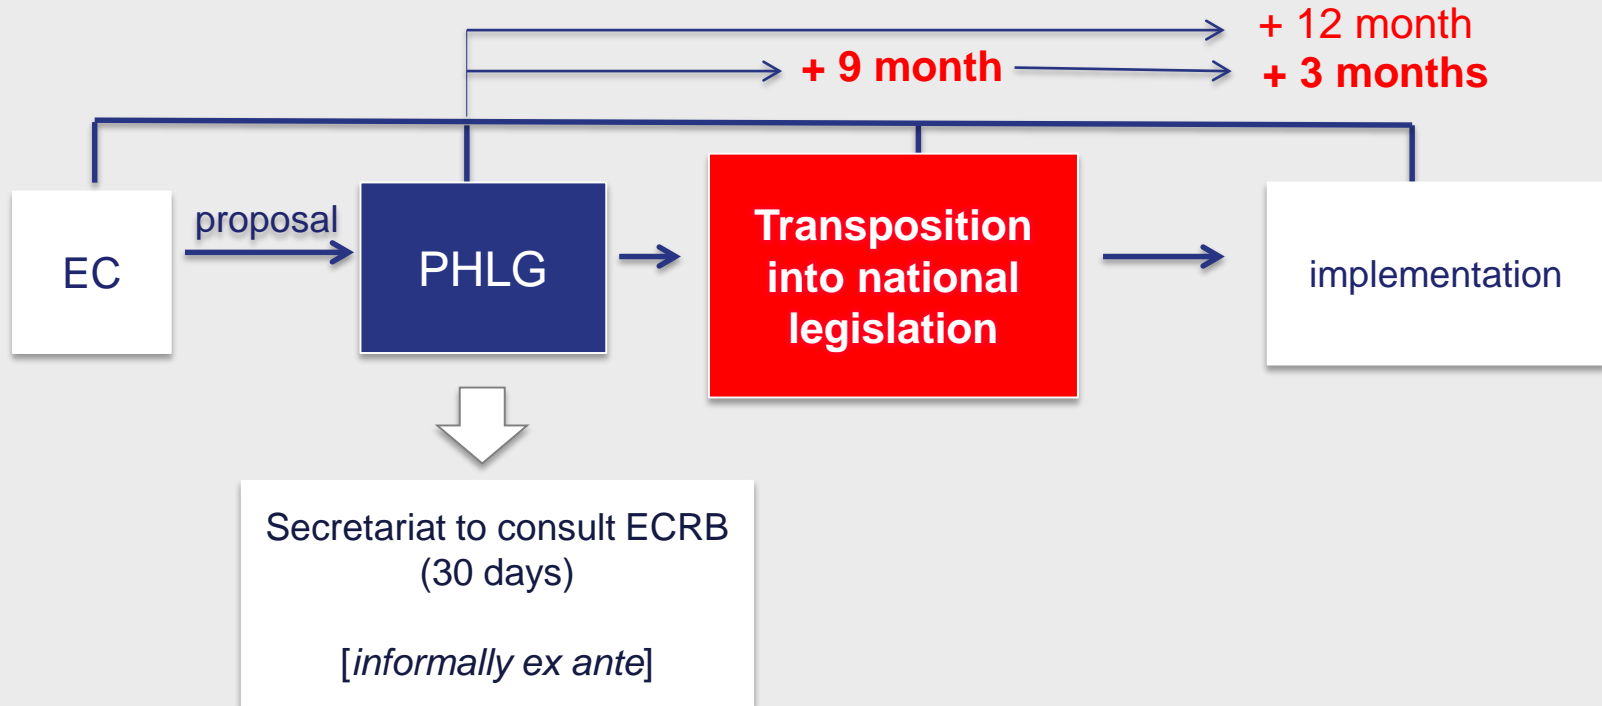 + 12 month
+ 9 month
+ 3 months
EC
proposal
PHLG
Transposition
into national
legislation
implementation
Secretariat to consult ECRB
(30 days)
[informally ex ante]